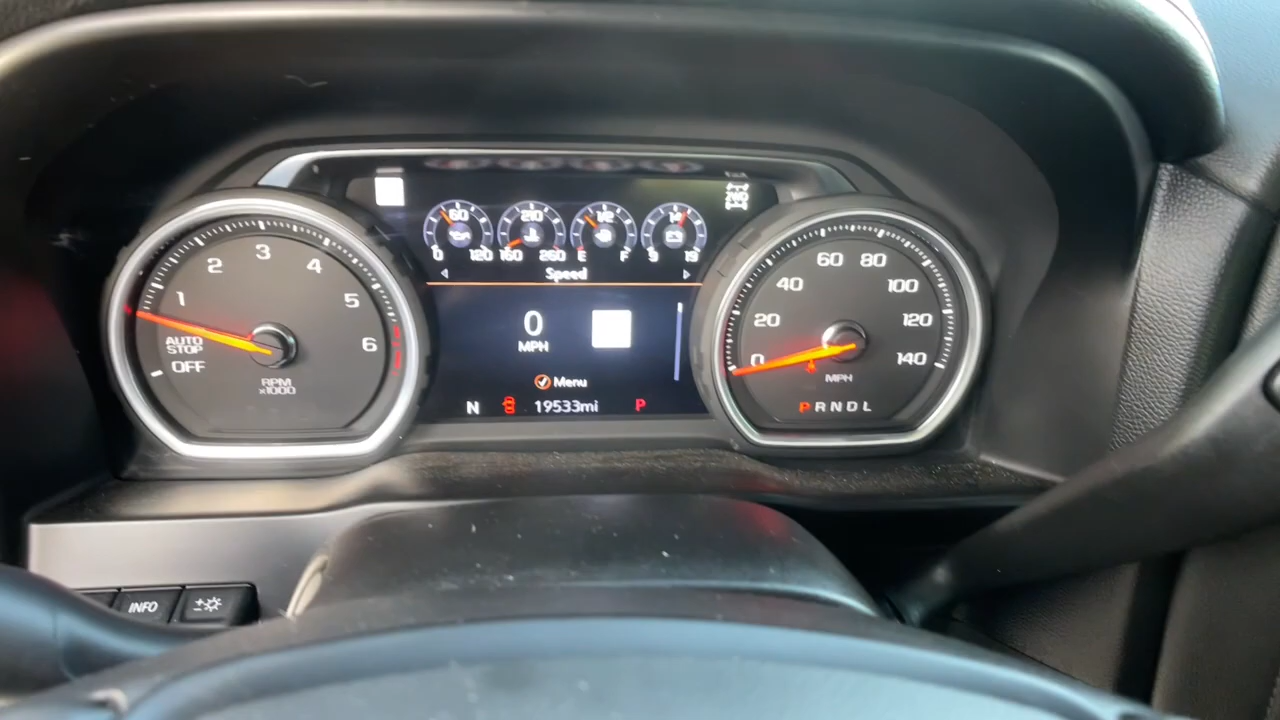 60 210 1/2 14
0 120 160 260 E F 9 19
Speed
0
MPH
Menu
N 19533mi P
1 2 3 4 5 6
AUTO
STOP
OFF
RPM
x1000
0 20 40 60 80 100 120 140
MPH
PRNDL
2WD
INFO